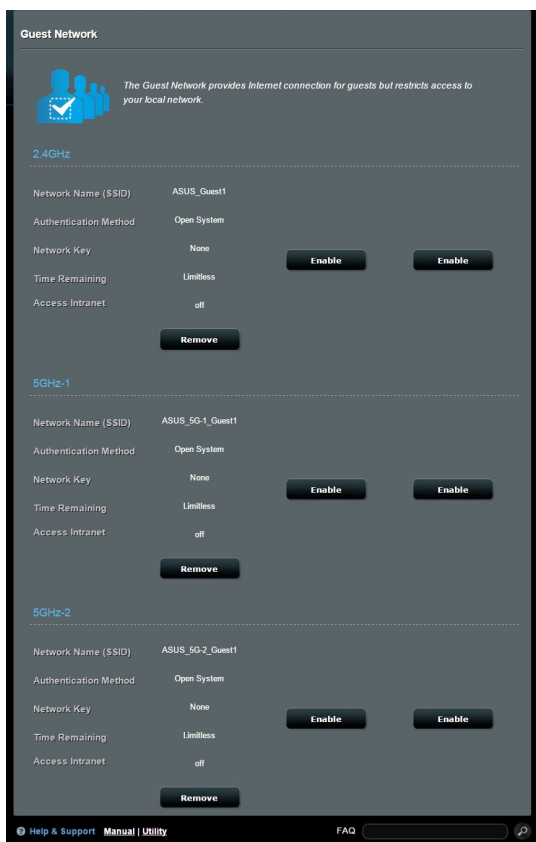 Guest Network
The Guest Network provides Internet connection for guests but restricts access to
your local network.
2.4GHz
Network Name (SSID) ASUS_Guest1
Authentication Method Open System
Network Key None
Enable Enable
Time Remaining Limitless
Access Intranet off
Remove
5GHz-1
Network Name (SSID) ASUS_5G-1_Guest1
Authentication Method Open System
Network Key None
Enable Enable
Time Remaining Limitless
Access Intranet off
Remove
5GHz-2
Network Name (SSID) ASUS_5G-2_Guest1
Authentication Method Open System
Network Key None
Enable Enable
Time Remaining Limitless
Access Intranet off
Remove
? Help & Support Manual | Utility FAQ